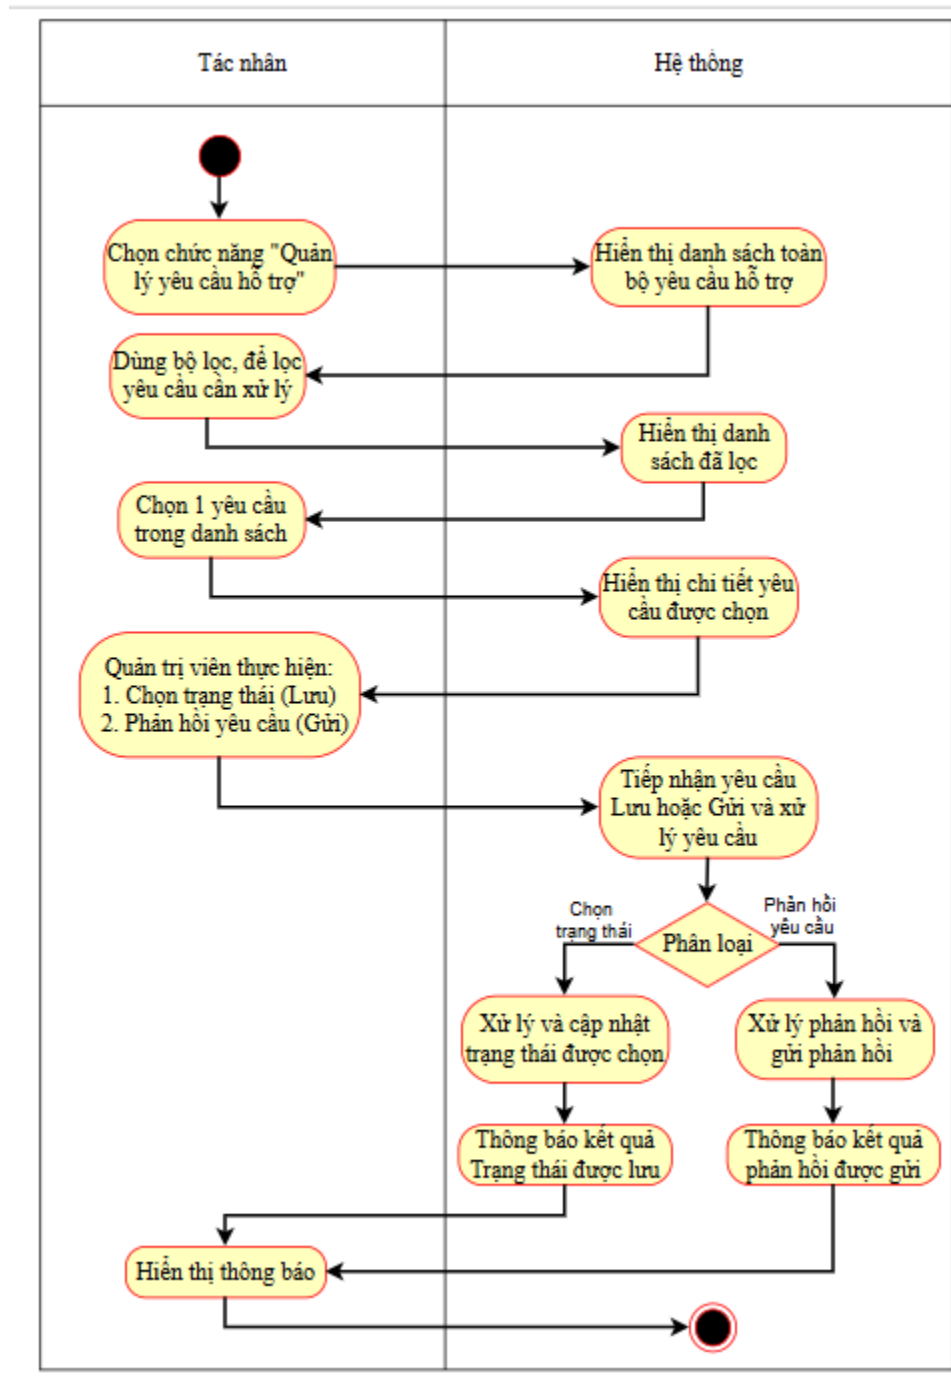 Tác nhân
Hệ thống
Chọn chức năng "Quản
lý yêu cầu hỗ trợ"
Hiển thị danh sách toàn
bộ yêu cầu hỗ trợ
Dùng bộ lọc, để lọc
yêu cầu cần xử lý
Hiển thị danh
sách đã lọc
Chọn 1 yêu cầu
trong danh sách
Hiển thị chi tiết yêu
cầu được chọn
Quản trị viên thực hiện:
1. Chọn trạng thái (Lưu)
2. Phản hồi yêu cầu (Gửi)
Tiếp nhận yêu cầu
Lưu hoặc Gửi và xử
lý yêu cầu
Chọn
trạng thái
Phân loại
Phản hồi
yêu cầu
Xử lý và cập nhật
trạng thái được chọn
Xử lý phản hồi và
gửi phản hồi
Thông báo kết quả
Trạng thái được lưu
Thông báo kết quả
phản hồi được gửi
Hiển thị thông báo